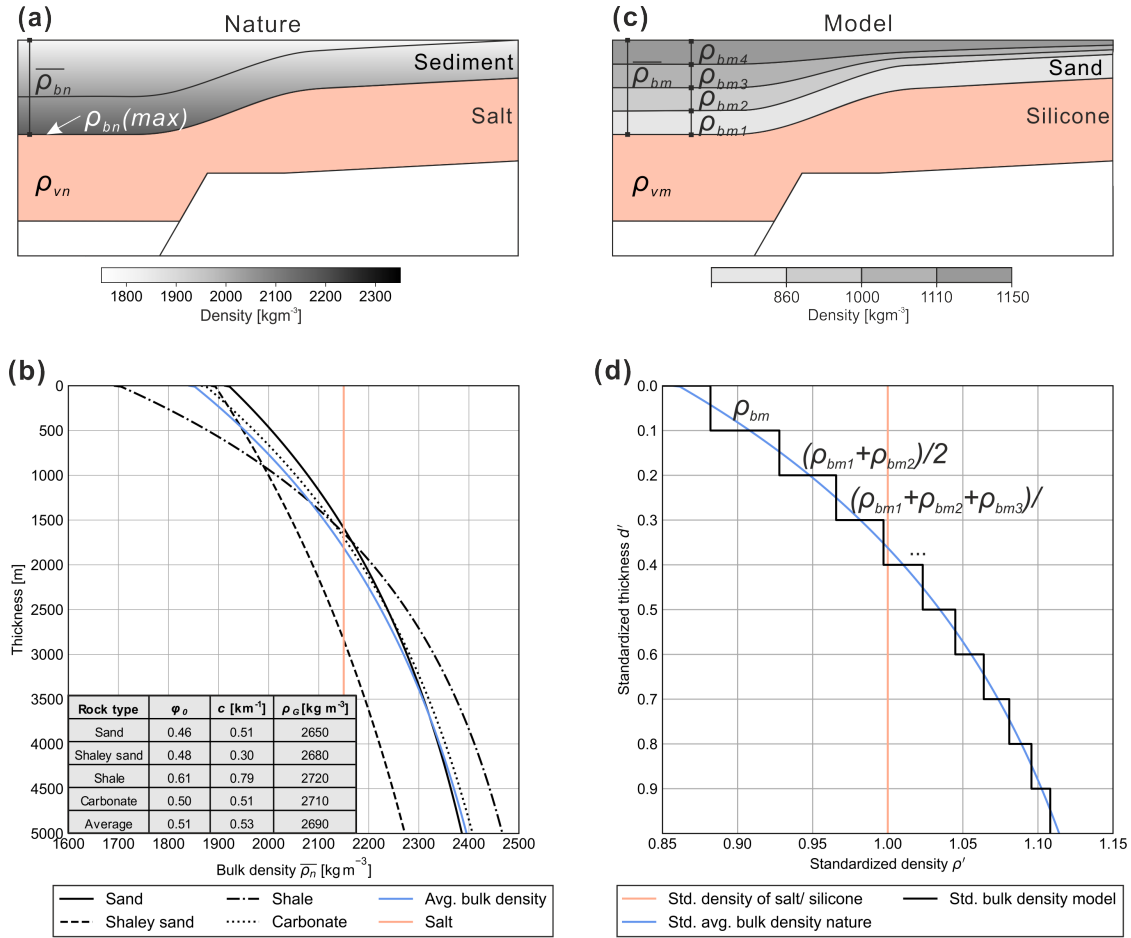 (a)
Nature
ρbn
Sediment
ρbn(max)
Salt
ρvn
1800 1900 2000 2100 2200 2300
Density [kgm⁻³]
(c)
Model
ρbm4
ρbm
ρbm3
Sand
ρbm2
ρbm1
Silicone
ρvm
860 1000 1110 1150
Density [kgm⁻³]
(b)
0
500
1000
1500
2000
2500
3000
3500
4000
4500
5000
Thickness [m]
Rock type φ0 c [km⁻¹] ρG [kg m⁻³]
Sand 0.46 0.51 2650
Shaley sand 0.48 0.30 2680
Shale 0.61 0.79 2720
Carbonate 0.50 0.51 2710
Average 0.51 0.53 2690
1600 1700 1800 1900 2000 2100 2200 2300 2400 2500
Bulk density ρn [kgm⁻³]
Sand Shale Avg. bulk density
Shaley sand Carbonate Salt
(d)
0.0
0.1
0.2
0.3
0.4
0.5
0.6
0.7
0.8
0.9
Standardized thickness d′
ρbm
(ρbm1+ρbm2)/2
(ρbm1+ρbm2+ρbm3)/
...
0.85 0.90 0.95 1.00 1.05 1.10 1.15
Standardized density ρ′
Std. density of salt/ silicone Std. bulk density model
Std. avg. bulk density nature